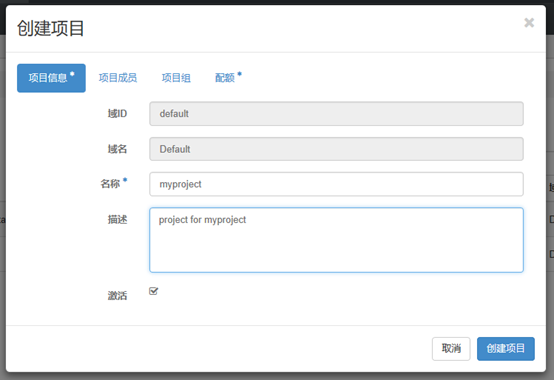 创建项目 ×
项目信息 * 项目成员 项目组 配额 *
域ID default
域名 Default
名称 * myproject
描述 project for myproject
激活
取消 创建项目